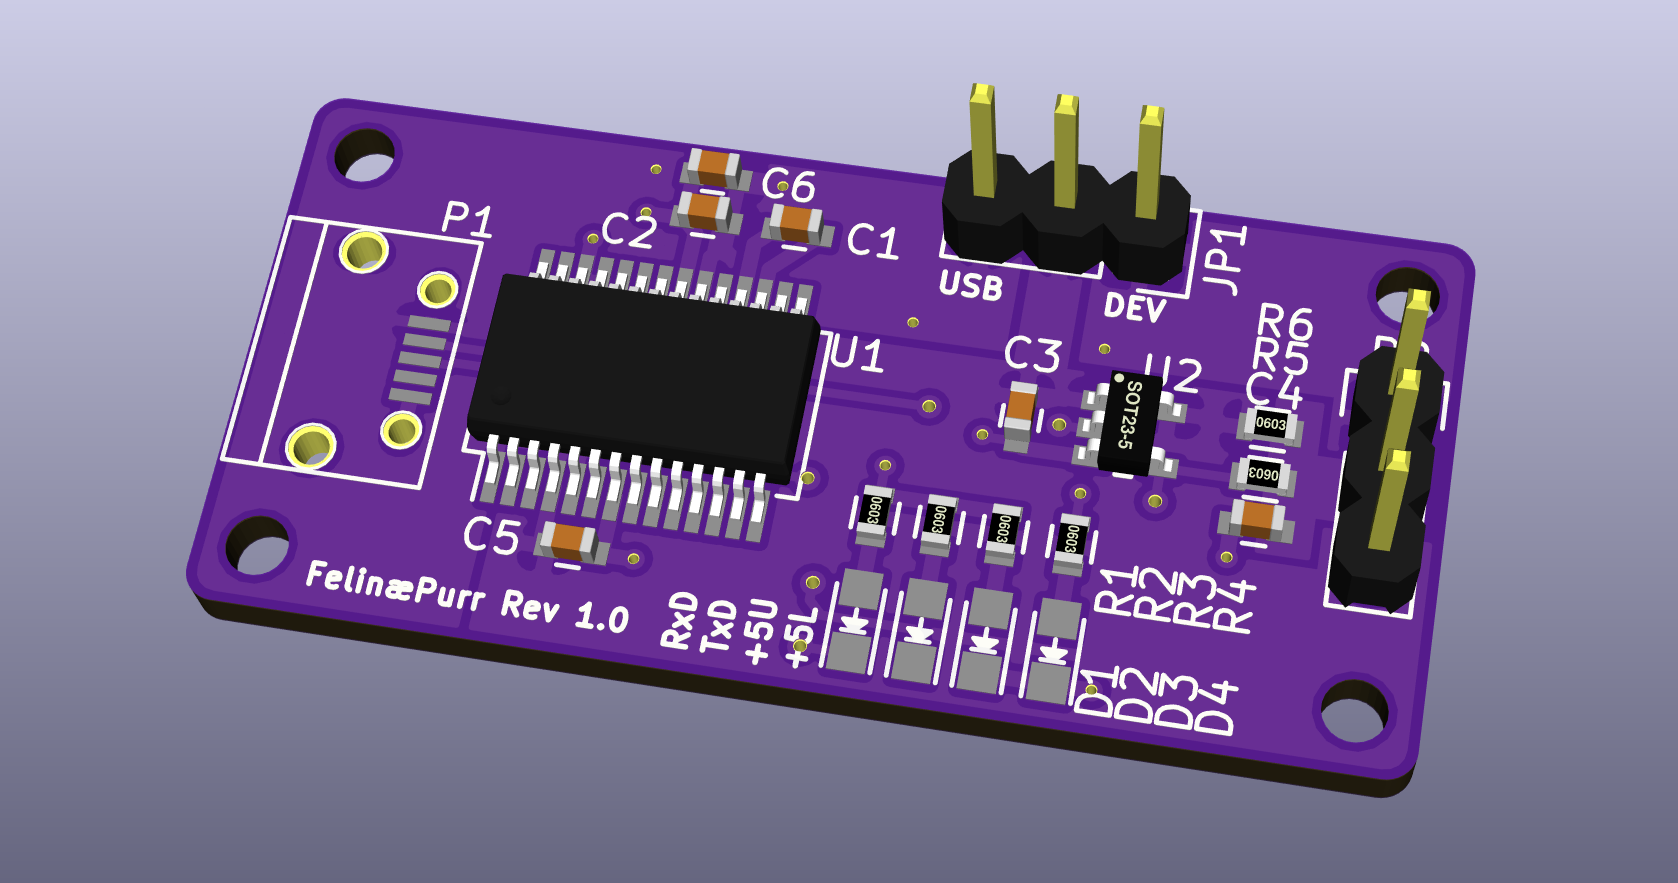 C6
P1
C2
C1
JP1
USB
DEV
R6
R5
C4
U1
C3
U2
SOT23-5
0603
0603
0603
0603
0603
0603
C5
FelinæPurr Rev 1.0
RxD
TxD
+5U
+5L
R1
R2
R3
R4
D1
D2
D3
D4